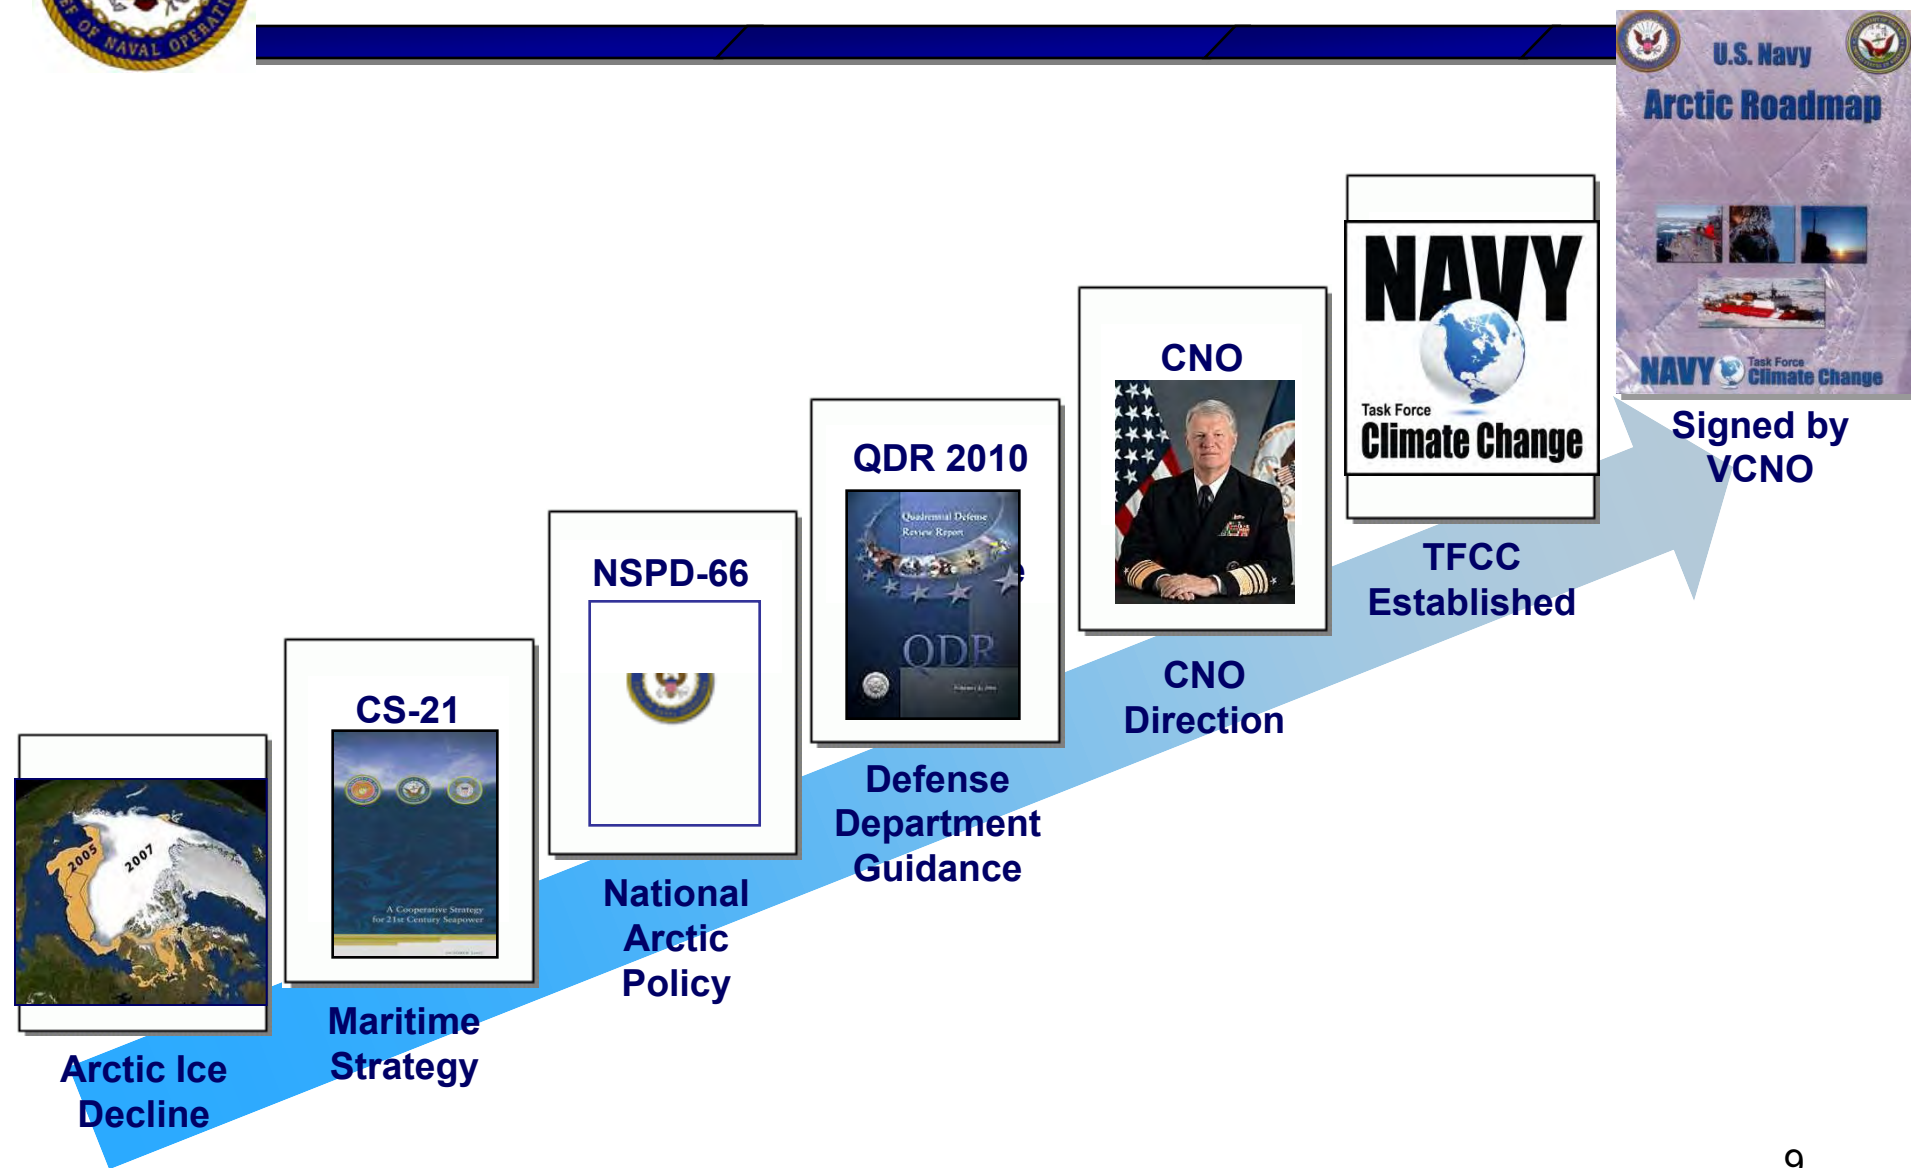 OF NAVAL
U.S. Navy
Arctic Roadmap
NAVY
Task Force
Climate Change
Signed by
VCNO
NAVY
Task Force
Climate Change
TFCC
Established
CNO
CNO
Direction
QDR 2010
Quadrennial Defense
Review Report
QDR
Defense
Department
Guidance
NSPD-66
National
Arctic
Policy
CS-21
A Cooperative Strategy
for 21st Century Seapower
Maritime
Strategy
2005
2007
Arctic Ice
Decline
9